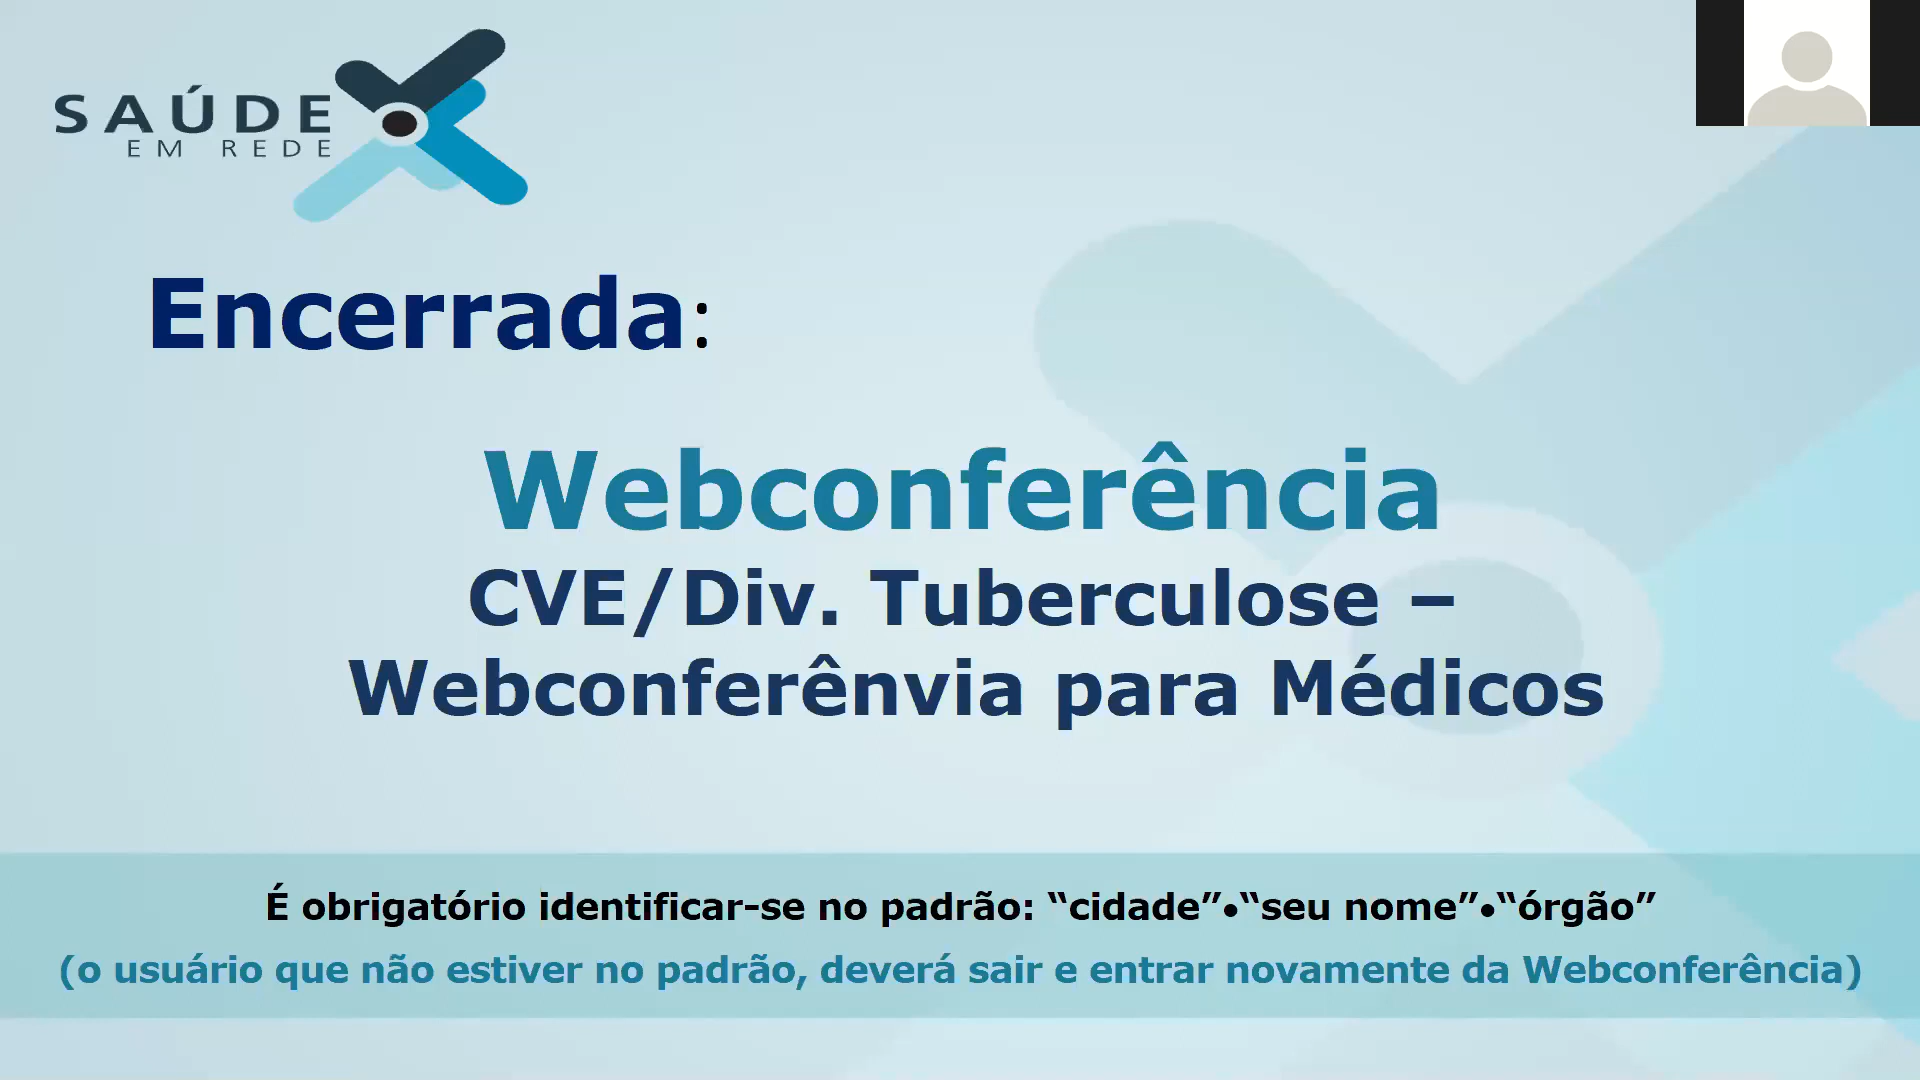 SAÚDE
EM REDE
Encerrada:
Webconferência
CVE/Div. Tuberculose –
Webconferênvia para Médicos
É obrigatório identificar-se no padrão: “cidade”•“seu nome”•“órgão”
(o usuário que não estiver no padrão, deverá sair e entrar novamente da Webconferência)